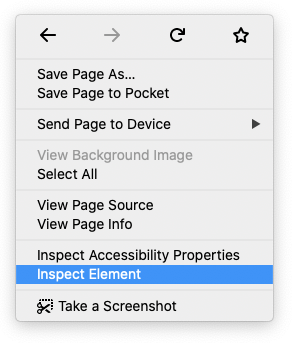 Save Page As...
Save Page to Pocket
Send Page to Device
View Background Image
Select All
View Page Source
View Page Info
Inspect Accessibility Properties
Inspect Element
Take a Screenshot